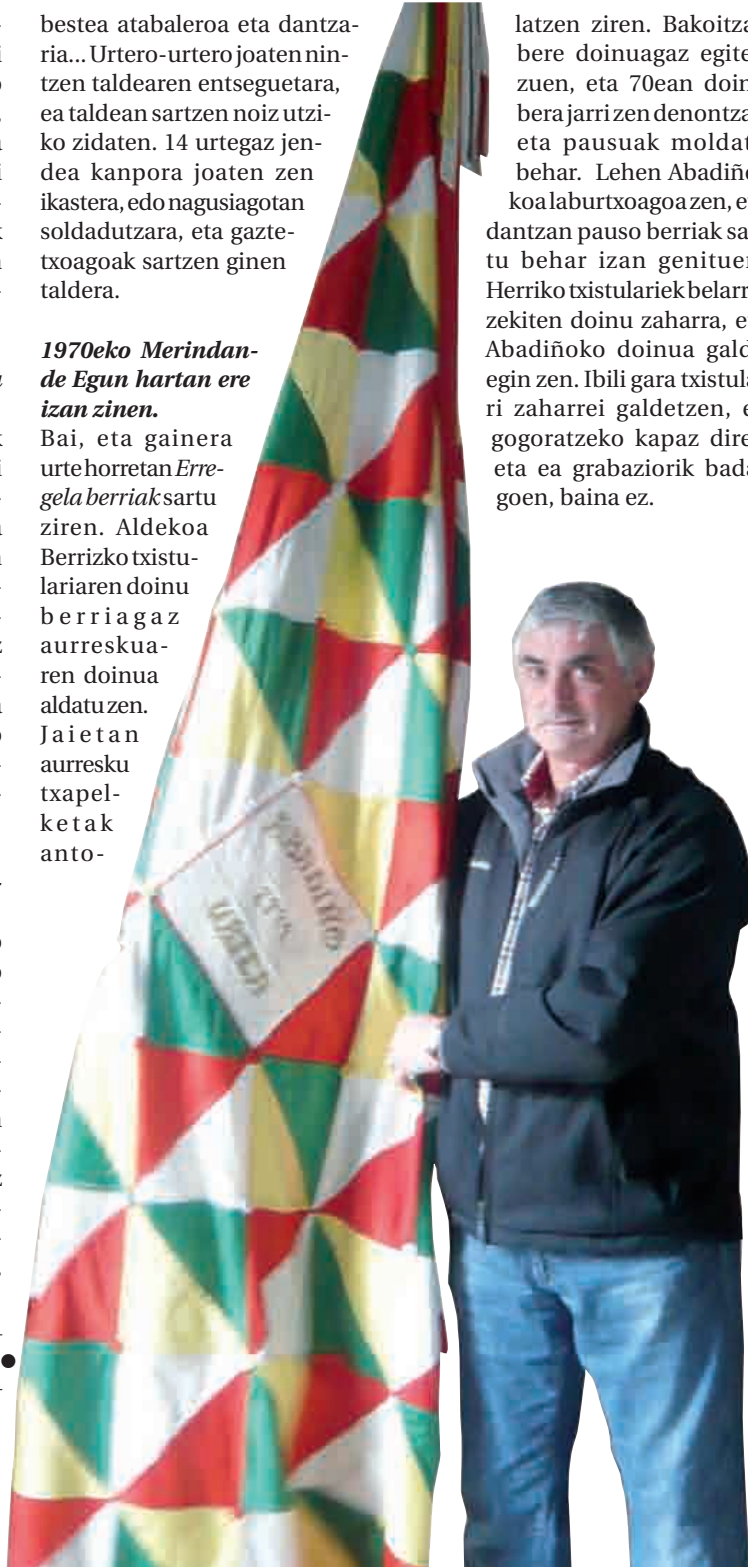 bestea atabaleroa eta dantza-
ria... Urtero-urtero joaten nin-
tzen taldearen entseguetara,
ea taldean sartzen noiz utzi-
ko zidaten. 14 urtegaz jen-
dea kanpora joaten zen
ikastera, edo nagusiagotan
soldadutzara, eta gazte-
txoagoak sartzen ginen
taldera.
1970eko Merindan-
de Egun hartan ere
izan zinen.
Bai, eta gainera
urte horretan Erre-
gela berriak sartu
ziren. Aldekoa
Berrizko txistu-
lariaren doinu
berriagaz
aurreskua-
ren doinua
aldatu zen.
Jaietan
aurresku
txapel-
ketak
anto-
latzen ziren. Bakoitza
bere doinuagaz egite
zuen, eta 70ean doin
bera jarri zen denontza
eta pausuak moldat
behar. Lehen Abadiño
koa laburtxoagoa zen, et
dantzan pauso berriak sa
tu behar izan genituen
Herriko txistulariek belarri
zekiten doinu zaharra, et
Abadiñoko doinua gald
egin zen. Ibili gara txistula
ri zaharrei galdetzen, e
gogoratzeko kapaz dire
eta ea grabaziorik bada
goen, baina ez.